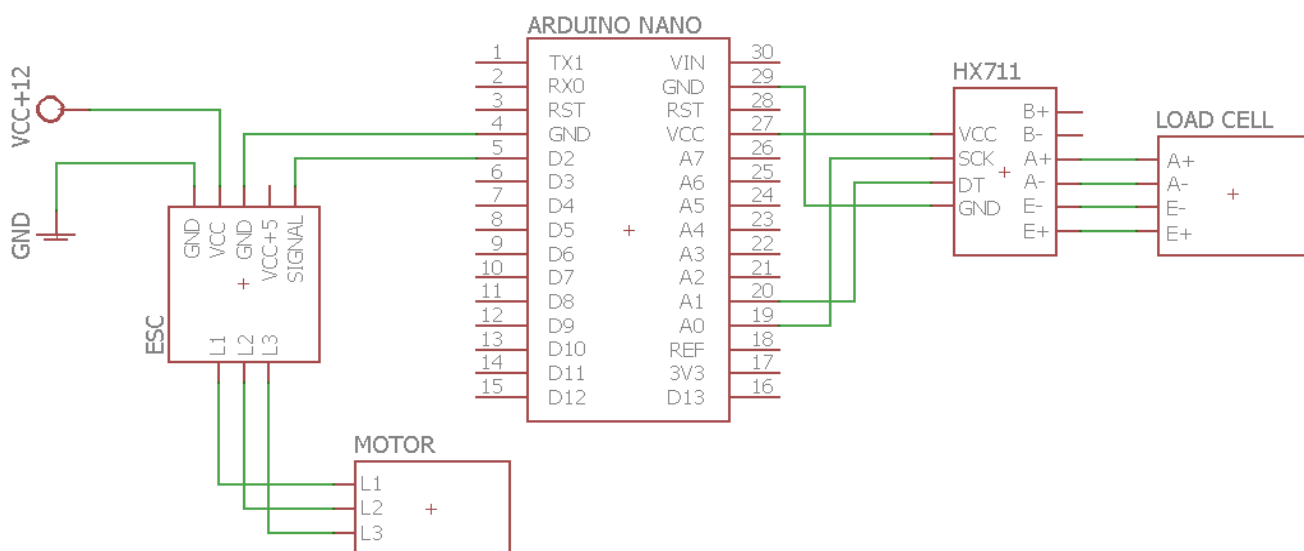 ARDUINO NANO
1 TX1 VIN 30
2 RX0 GND 29
3 RST RST 28
4 GND VCC 27
5 D2 A7 26
6 D3 A6 25
7 D4 A5 24
8 D5 A4 23
9 D6 A3 22
10 D7 A2 21
11 D8 A1 20
12 D9 A0 19
13 D10 REF 18
14 D11 3V3 17
15 D12 D13 16
VCC+12
GND
GND
VCC
GND
VCC+5
SIGNAL
ESC
L1
L2
L3
MOTOR
L1
L2
L3
HX711
B+
VCC B-
SCK A+
DT A-
GND E-
E+
LOAD CELL
A+
A-
E-
E+